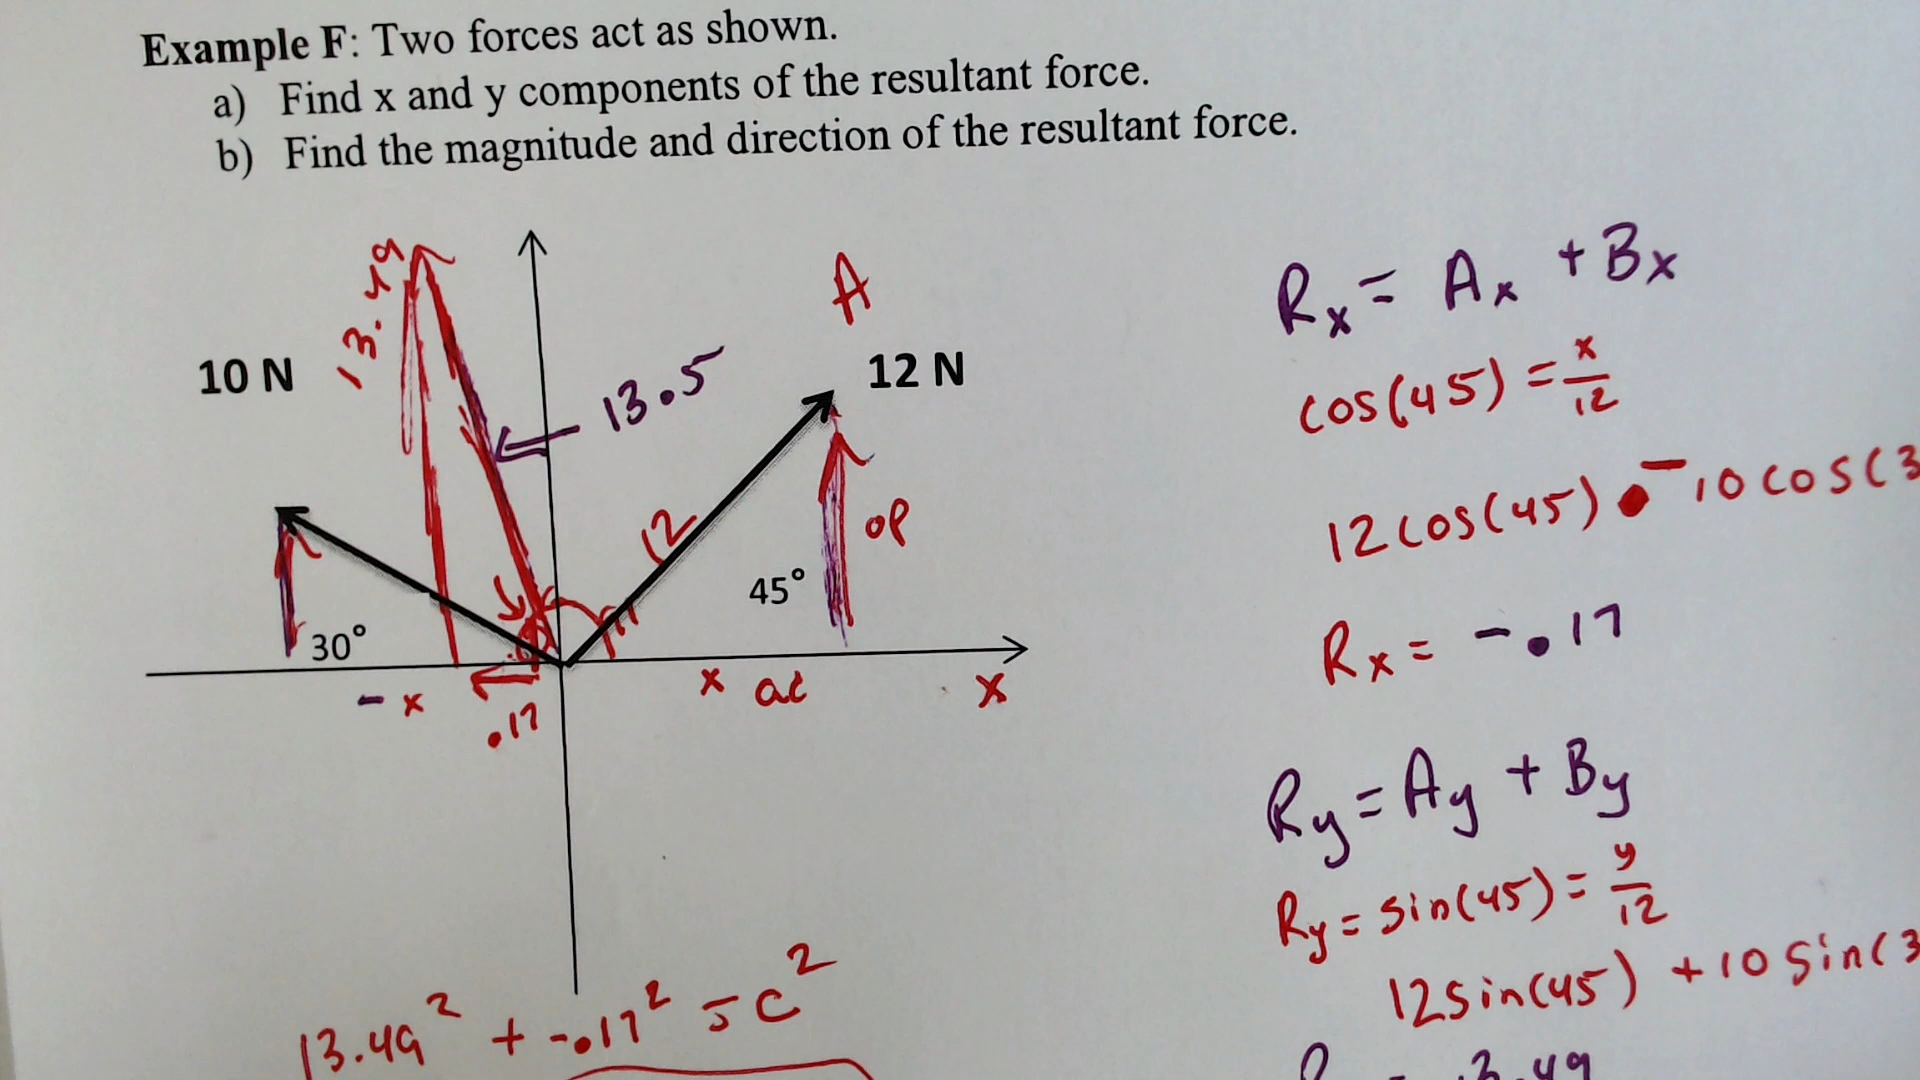 Example F: Two forces act as shown.
a) Find x and y components of the resultant force.
b) Find the magnitude and direction of the resultant force.
13.49
A
10 N
13.5
12 N
12
op
45°
30°
- x
.17
x ac
x
13.49² + -.17² = c²
Rx = Ax + Bx
cos(45) = x/12
12cos(45) • -10cos(3
Rx = -.17
Ry = Ay + By
Ry = sin(45) = y/12
12sin(45) + 10sin(3
3.49